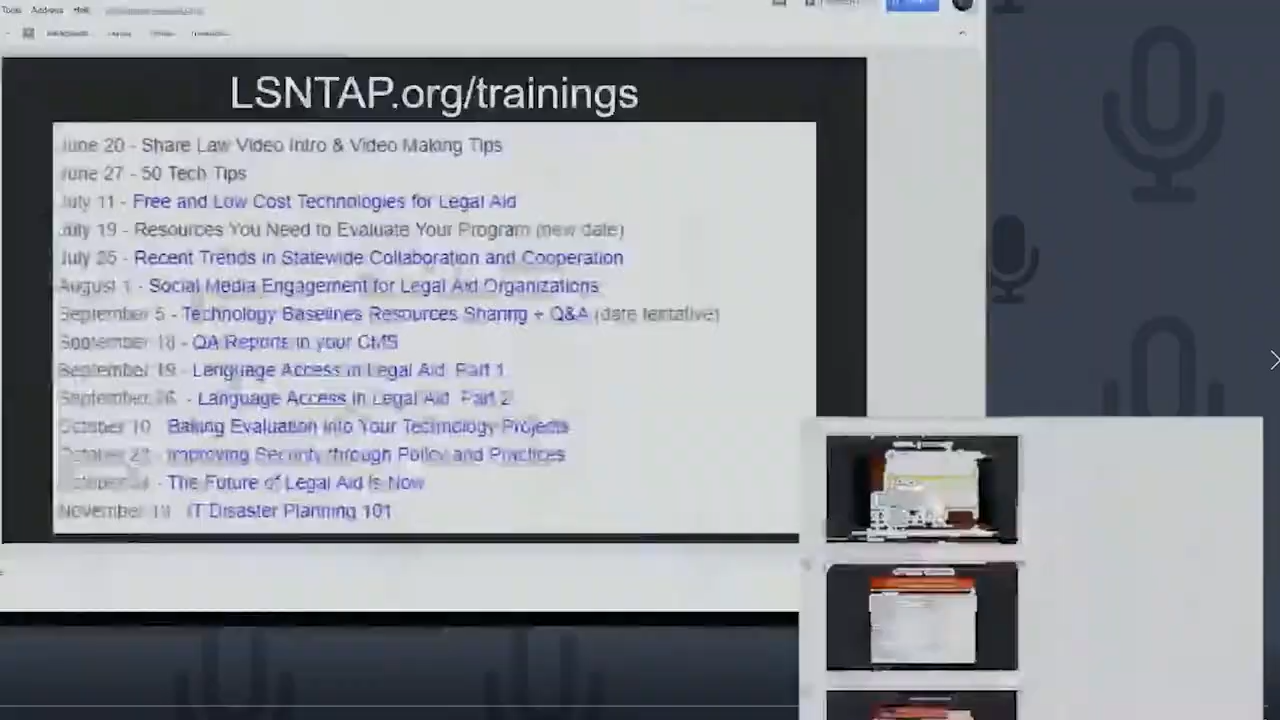 Tools Address Help
LSNTAP.org/trainings
June 20 - Share Law Video Intro & Video Making Tips
June 27 - 50 Tech Tips
July 11 - Free and Low Cost Technologies for Legal Aid
July 19 - Resources You Need to Evaluate Your Program (new date)
July 25 - Recent Trends in Statewide Collaboration and Cooperation
August 1 - Social Media Engagement for Legal Aid Organizations
September 5 - Technology Baselines Resources Sharing + Q&A (date tentative)
September 18 - QA Reports in your CMS
September 19 - Language Access in Legal Aid Part 1
September 26 - Language Access in Legal Aid Part 2
October 10 Baking Evaluation into Your Technology Projects
October Improving Security through Policy and Practices
October - The Future of Legal Aid is Now
November IT Disaster Planning 101